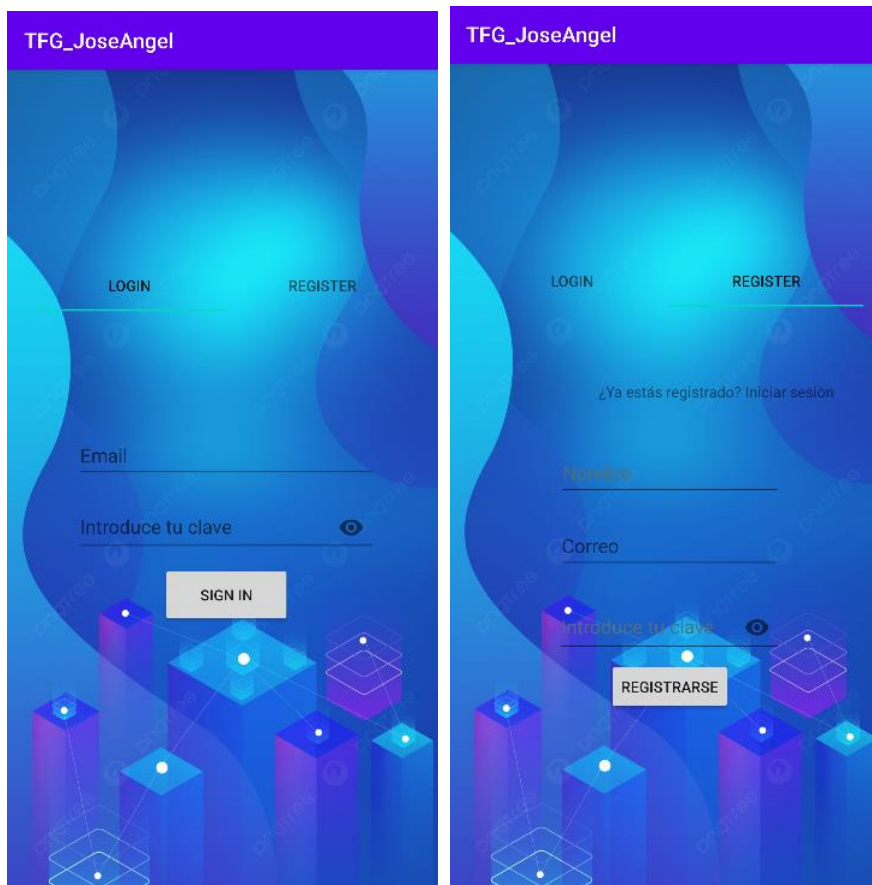 TFG_JoseAngel
LOGIN
REGISTER
Email
Introduce tu clave
SIGN IN
TFG_JoseAngel
LOGIN
REGISTER
¿Ya estás registrado? Iniciar sesión
Nombre
Correo
Introduce tu clave
REGISTRARSE
pngtree